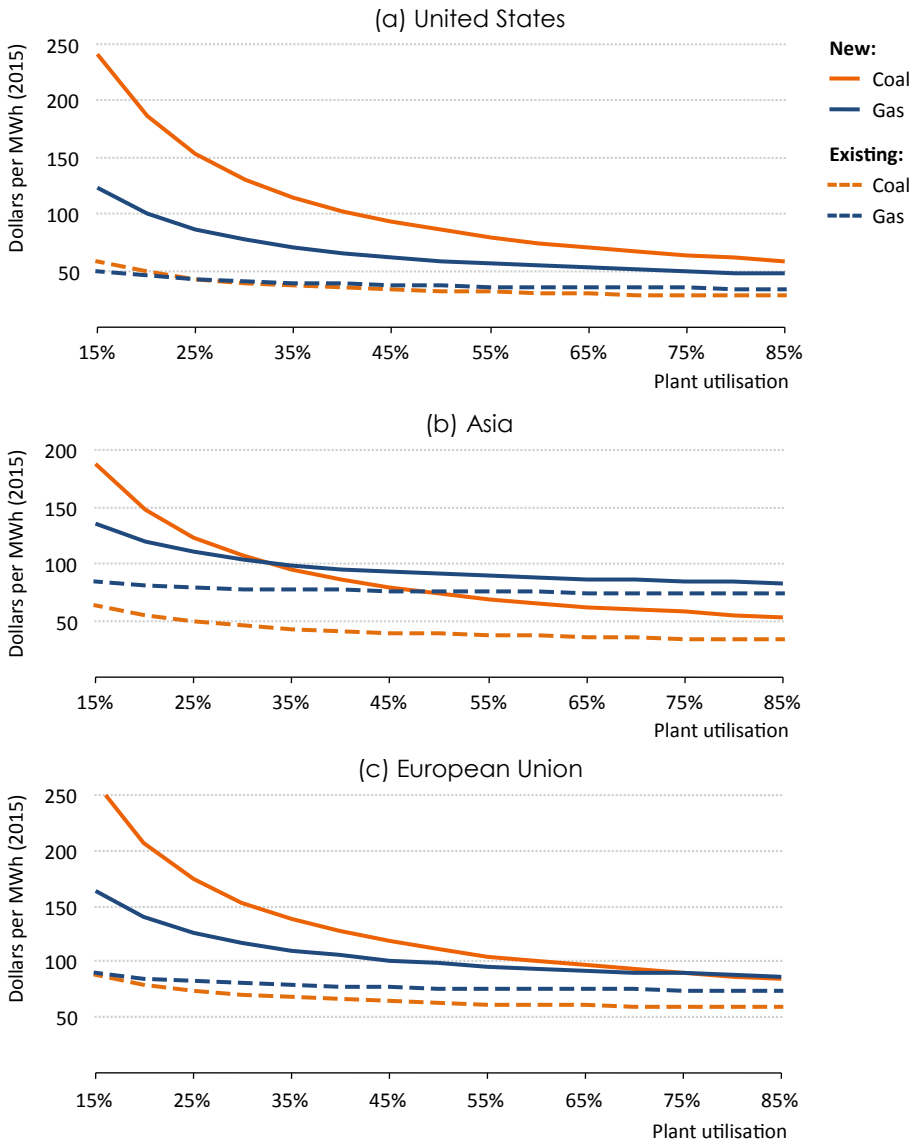 (a) United States
Dollars per MWh (2015)
250
200
150
100
50
15%
25%
35%
45%
55%
65%
75%
85%
Plant utilisation
New:
Coal
Gas
Existing:
Coal
Gas
(b) Asia
Dollars per MWh (2015)
200
150
100
50
15%
25%
35%
45%
55%
65%
75%
85%
Plant utilisation
(c) European Union
Dollars per MWh (2015)
250
200
150
100
50
15%
25%
35%
45%
55%
65%
75%
85%
Plant utilisation